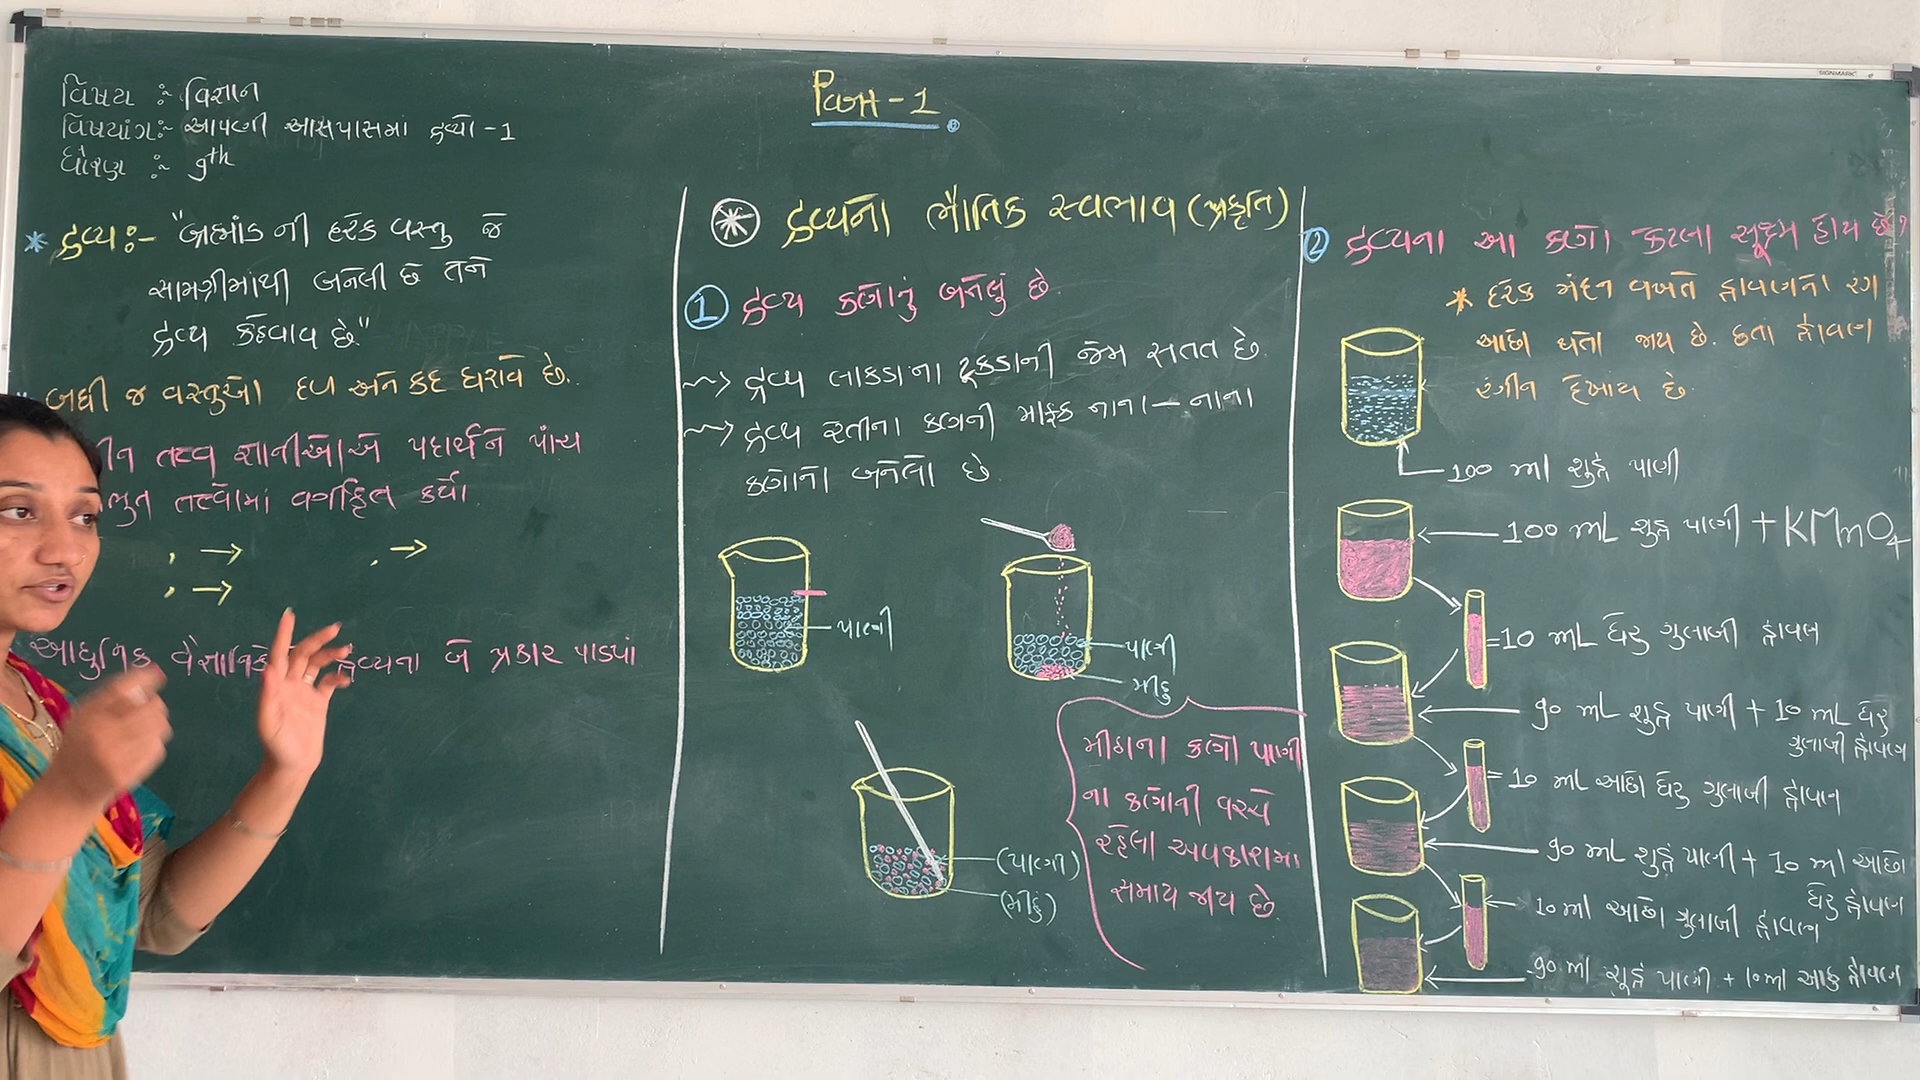 વિષય : વિજ્ઞાન
વિષયાંગ :- આપણી આસપાસમાં દ્રવ્યો -1
ધોરણ :- 9th
* દ્રવ્ય :- "બ્રહ્માંડ ની દરેક વસ્તુ જે
સામગ્રીમાંથી બનેલી છે તેને
દ્રવ્ય કહેવાય છે"
* બધી જ વસ્તુઓ દળ અને કદ ધરાવે છે.
તત્વ જ્ઞાનીઓએ પદાર્થને પાંચ
તત્ત્વોમાં વર્ગીકૃત કર્યા
, → , →
, →
આધુનિક દ્રવ્યના બે પ્રકાર પાડયાં
Part - 1
દ્રવ્યનો ભૌતિક સ્વભાવ (પ્રકૃતિ)
1 દ્રવ્ય કણોનું બનેલું છે
દ્રવ્ય લાકડાના ટૂકડાની જેમ સતત છે
દ્રવ્ય રેતીના કણની માફક નાના - નાના
કણોનો બનેલો છે
પાણી
પાણી
મીઠુ
(પાણી)
(મીઠું)
મીઠાના કણો પાણી
ના કણોની વચ્ચે
રહેલા અવકાશમાં
સમાય જાય છે
2 દ્રવ્યના આ કણો કેટલા સૂક્ષ્મ હોય છે ?
* દરેક મંદન વખતે દ્રાવણનો રંગ
આછો થતો જાય છે. છતા દ્રાવણ
રંગીન દેખાય છે
100 ml શુદ્ધ પાણી
100 mL શુદ્ધ પાણી + KMnO4
= 10 mL ઘેરુ ગુલાબી દ્રાવણ
90 mL શુદ્ધ પાણી + 10 mL ઘેરુ
ગુલાબી દ્રાવણ
= 10 mL આછો ઘેરુ ગુલાબી દ્રાવાન
90 mL શુદ્ધ પાણી + 10 ml આછો
ઘેરુ દ્રાવણ
10 ml આછો ગુલાબી દ્રાવણ
90 ml શુદ્ધ પાણી + 10 ml આછુ દ્રાવણ
SIGNMARK